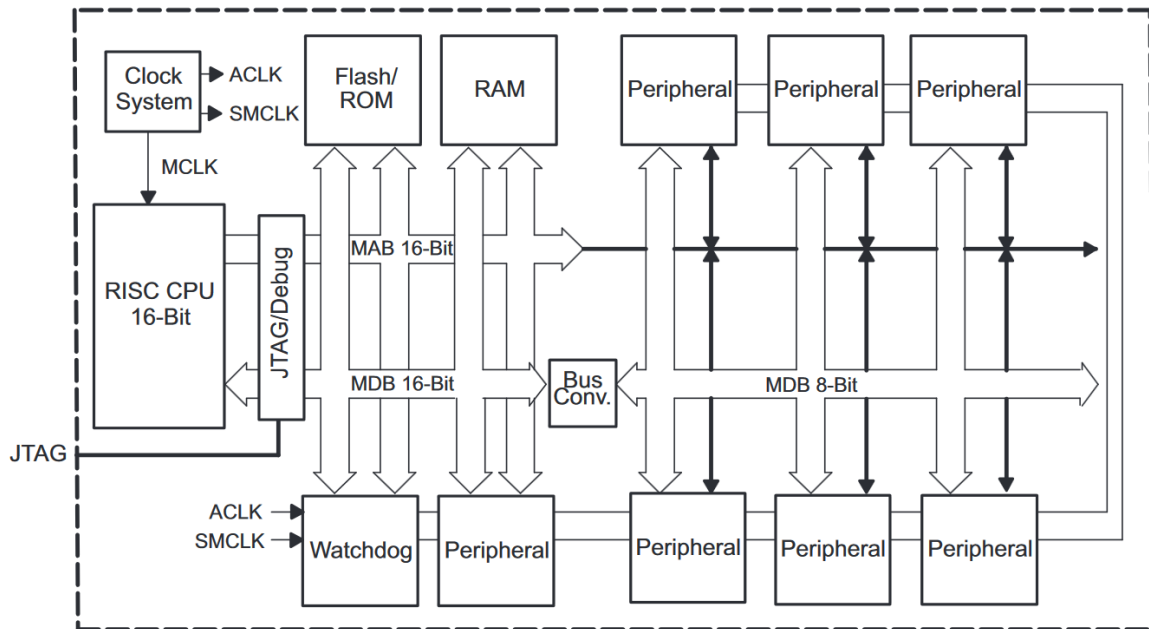 Clock
System
ACLK
SMCLK
MCLK
Flash/
ROM
RAM
Peripheral
Peripheral
Peripheral
RISC CPU
16-Bit
JTAG/Debug
MAB 16-Bit
MDB 16-Bit
Bus
Conv.
MDB 8-Bit
JTAG
ACLK
SMCLK
Watchdog
Peripheral
Peripheral
Peripheral
Peripheral